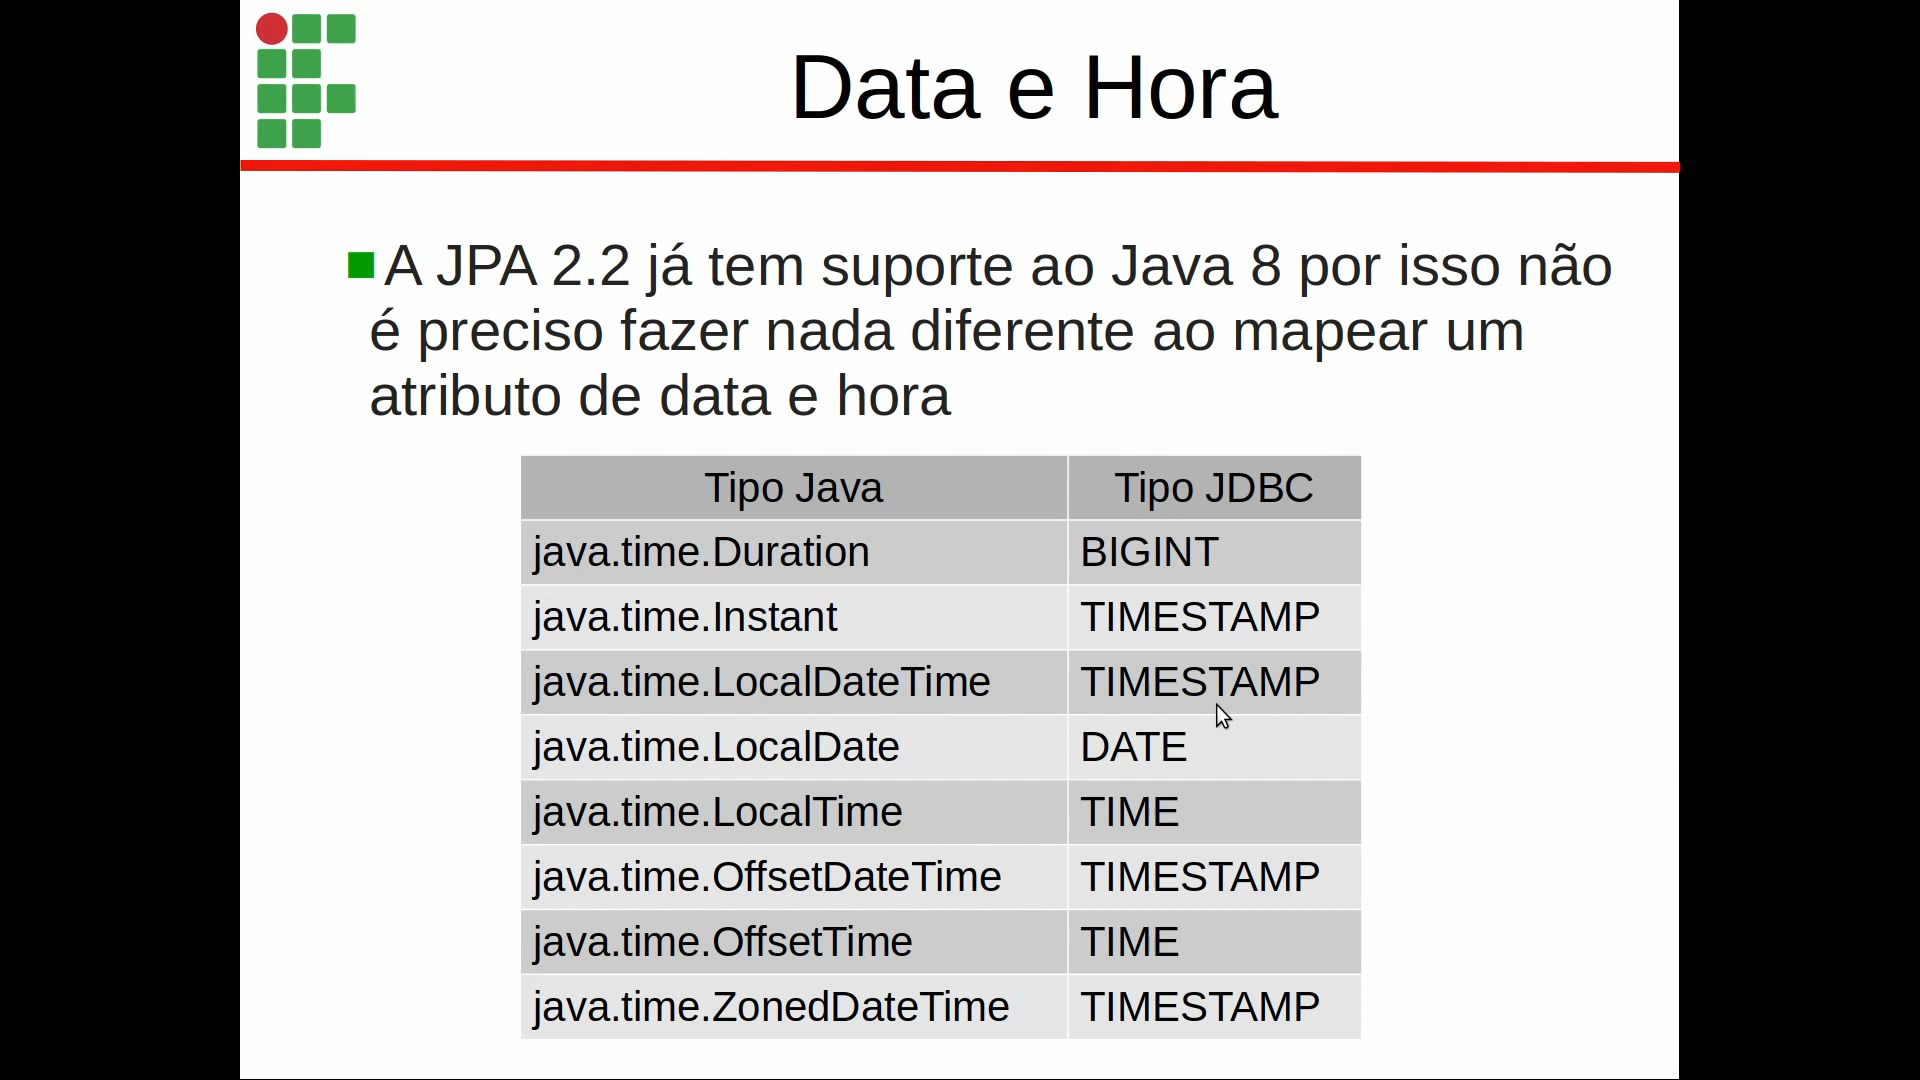 Data e Hora
A JPA 2.2 já tem suporte ao Java 8 por isso não
é preciso fazer nada diferente ao mapear um
atributo de data e hora
Tipo Java Tipo JDBC
java.time.Duration BIGINT
java.time.Instant TIMESTAMP
java.time.LocalDateTime TIMESTAMP
java.time.LocalDate DATE
java.time.LocalTime TIME
java.time.OffsetDateTime TIMESTAMP
java.time.OffsetTime TIME
java.time.ZonedDateTime TIMESTAMP